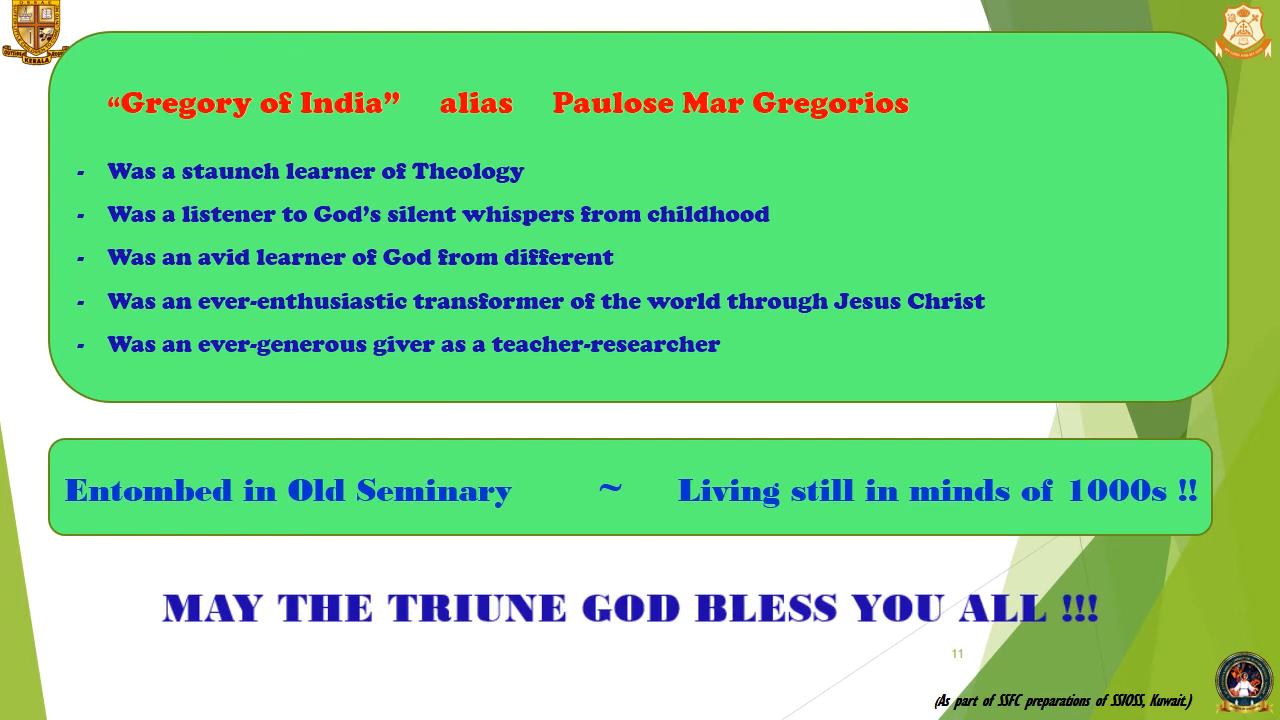 “Gregory of India” alias Paulose Mar Gregorios
- Was a staunch learner of Theology
- Was a listener to God’s silent whispers from childhood
- Was an avid learner of God from different
- Was an ever-enthusiastic transformer of the world through Jesus Christ
- Was an ever-generous giver as a teacher-researcher
Entombed in Old Seminary ~ Living still in minds of 1000s !!
MAY THE TRIUNE GOD BLESS YOU ALL !!!
11
(As part of SSFC preparations of SSIOSS, Kuwait.)
KERALA